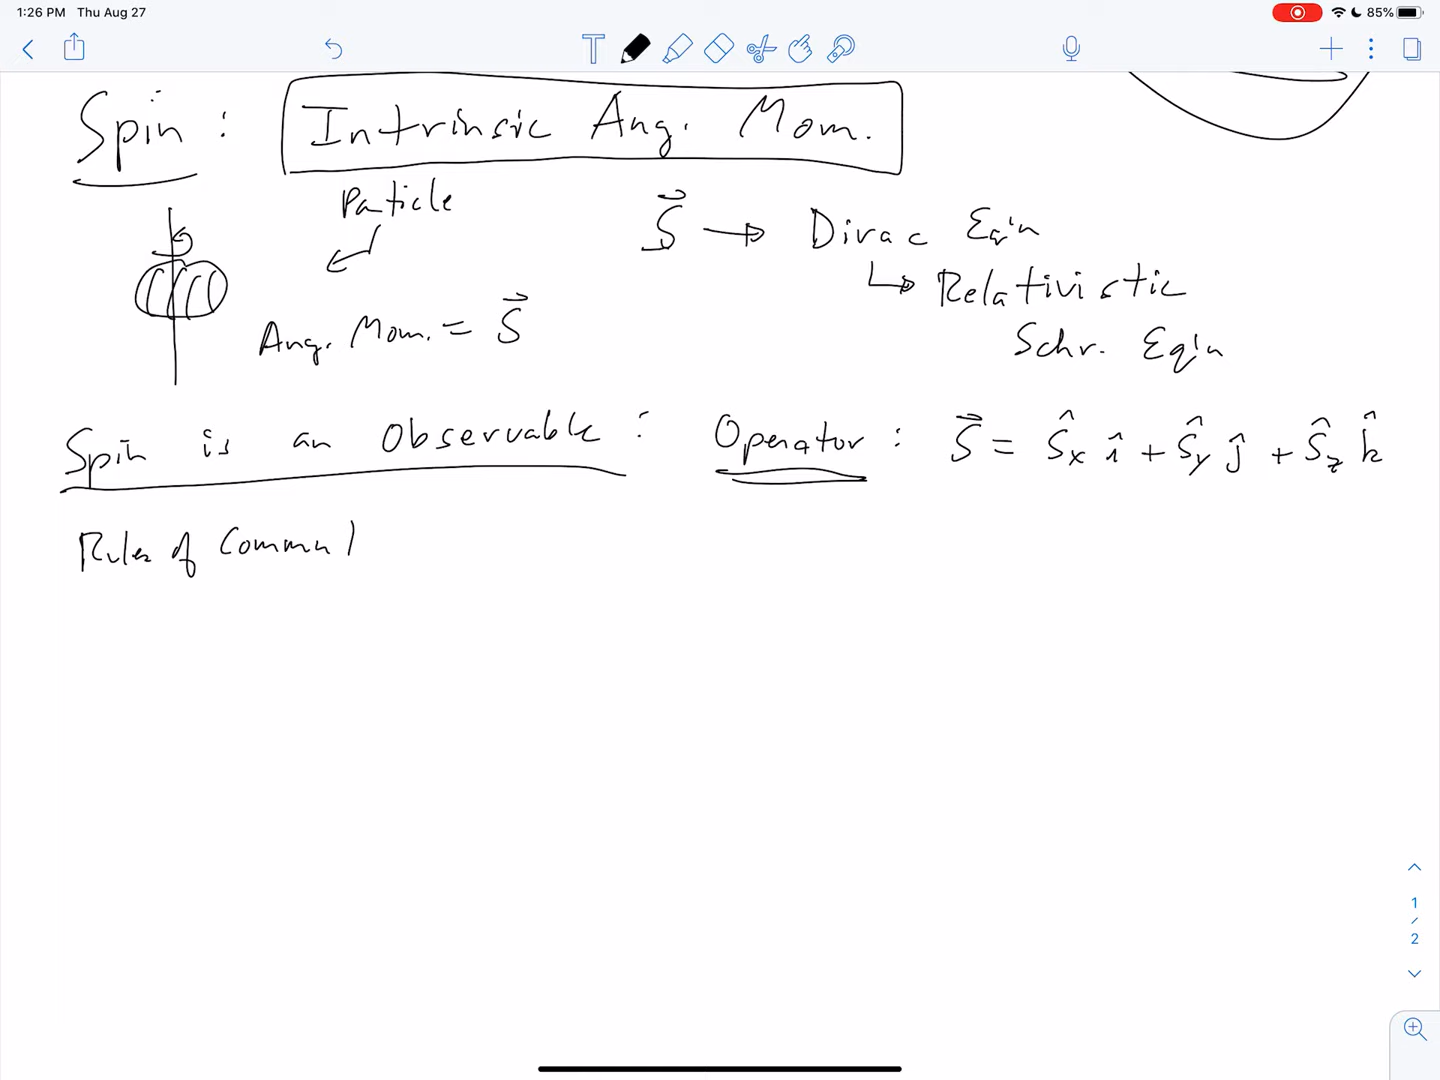 1:26 PM Thu Aug 27
85%
T
Spin : Intrinsic Ang. Mom.
Particle
S⃗ → Dirac Eq'n
↳ Relativistic
Schr. Eq'n
Ang. Mom. = S⃗
Spin is an Observable : Operator : S⃗ = Ŝx î + Ŝy ĵ + Ŝz k̂
Rules of Commu
1
/
2